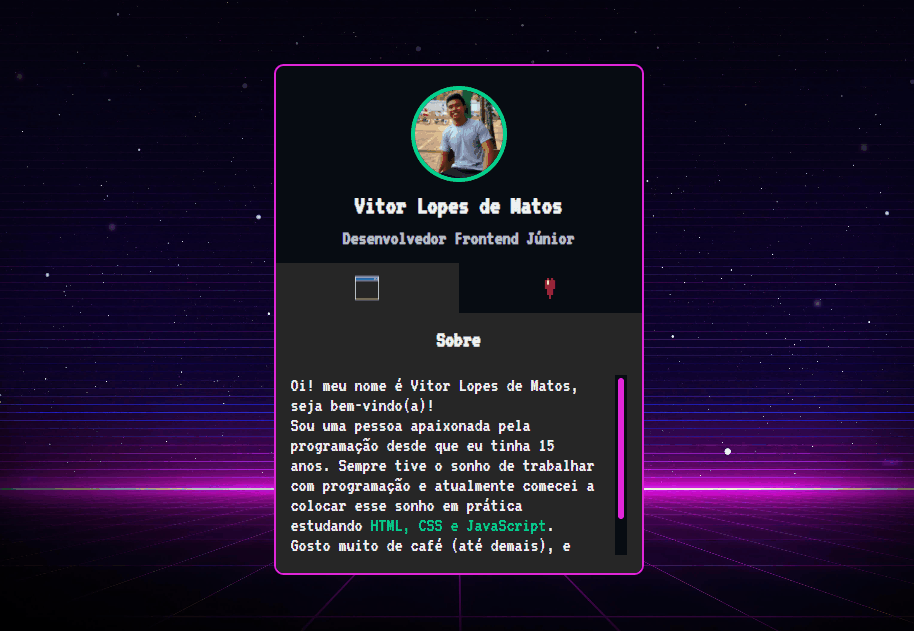 Vitor Lopes de Matos
Desenvolvedor Frontend Júnior
Sobre
Oi! meu nome é Vitor Lopes de Matos,
seja bem-vindo(a)!
Sou uma pessoa apaixonada pela
programação desde que eu tinha 15
anos. Sempre tive o sonho de trabalhar
com programação e atualmente comecei a
colocar esse sonho em prática
estudando HTML, CSS e JavaScript.
Gosto muito de café (até demais), e